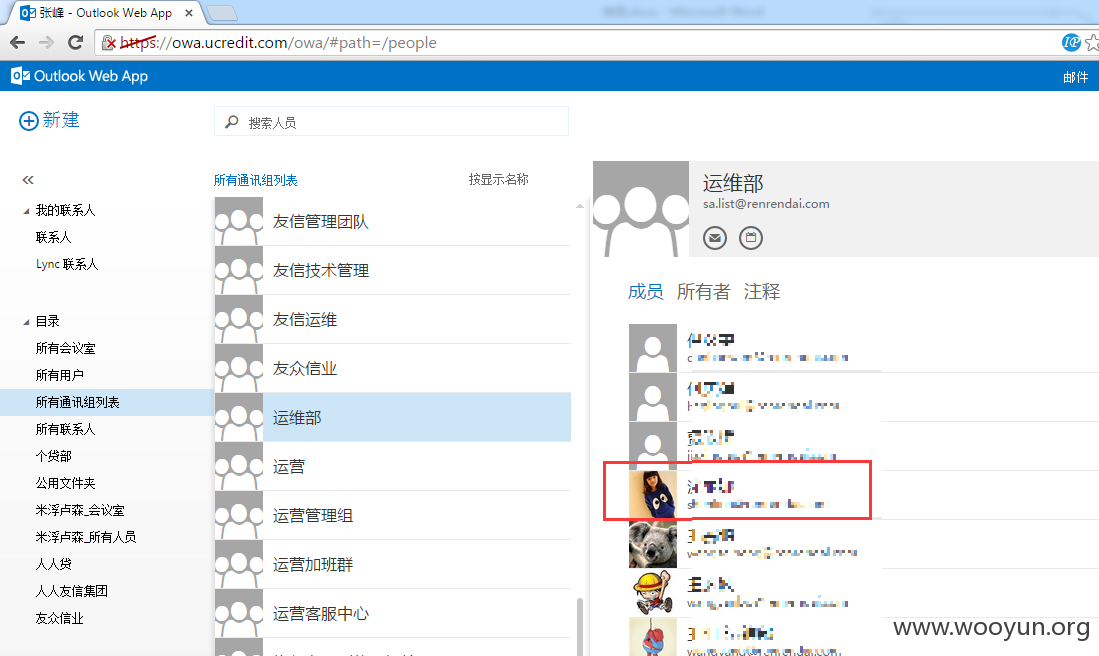 张峰 - Outlook Web App
https://owa.ucredit.com/owa/#path=/people
Outlook Web App
邮件
新建
搜索人员
所有通讯组列表
按显示名称
我的联系人
联系人
Lync 联系人
目录
所有会议室
所有用户
所有通讯组列表
所有联系人
个贷部
公用文件夹
米浮卢森_会议室
米浮卢森_所有人员
人人贷
人人友信集团
友众信业
友信管理团队
友信技术管理
友信运维
友众信业
运维部
运营
运营管理组
运营加班群
运营客服中心
运维部
sa.list@renrendai.com
成员 所有者 注释
www.wooyun.org